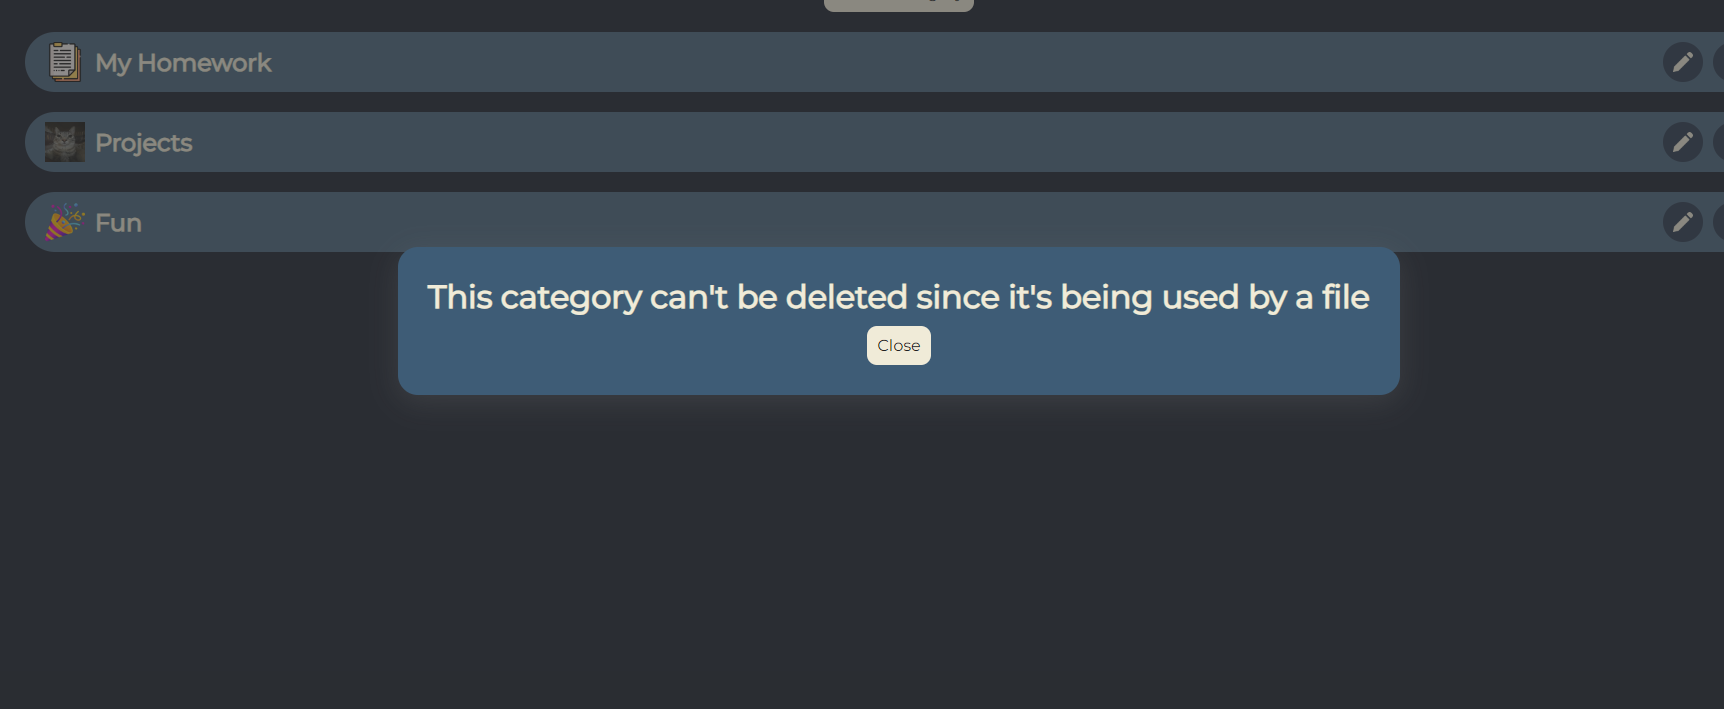 My Homework
Projects
Fun
This category can't be deleted since it's being used by a file
Close